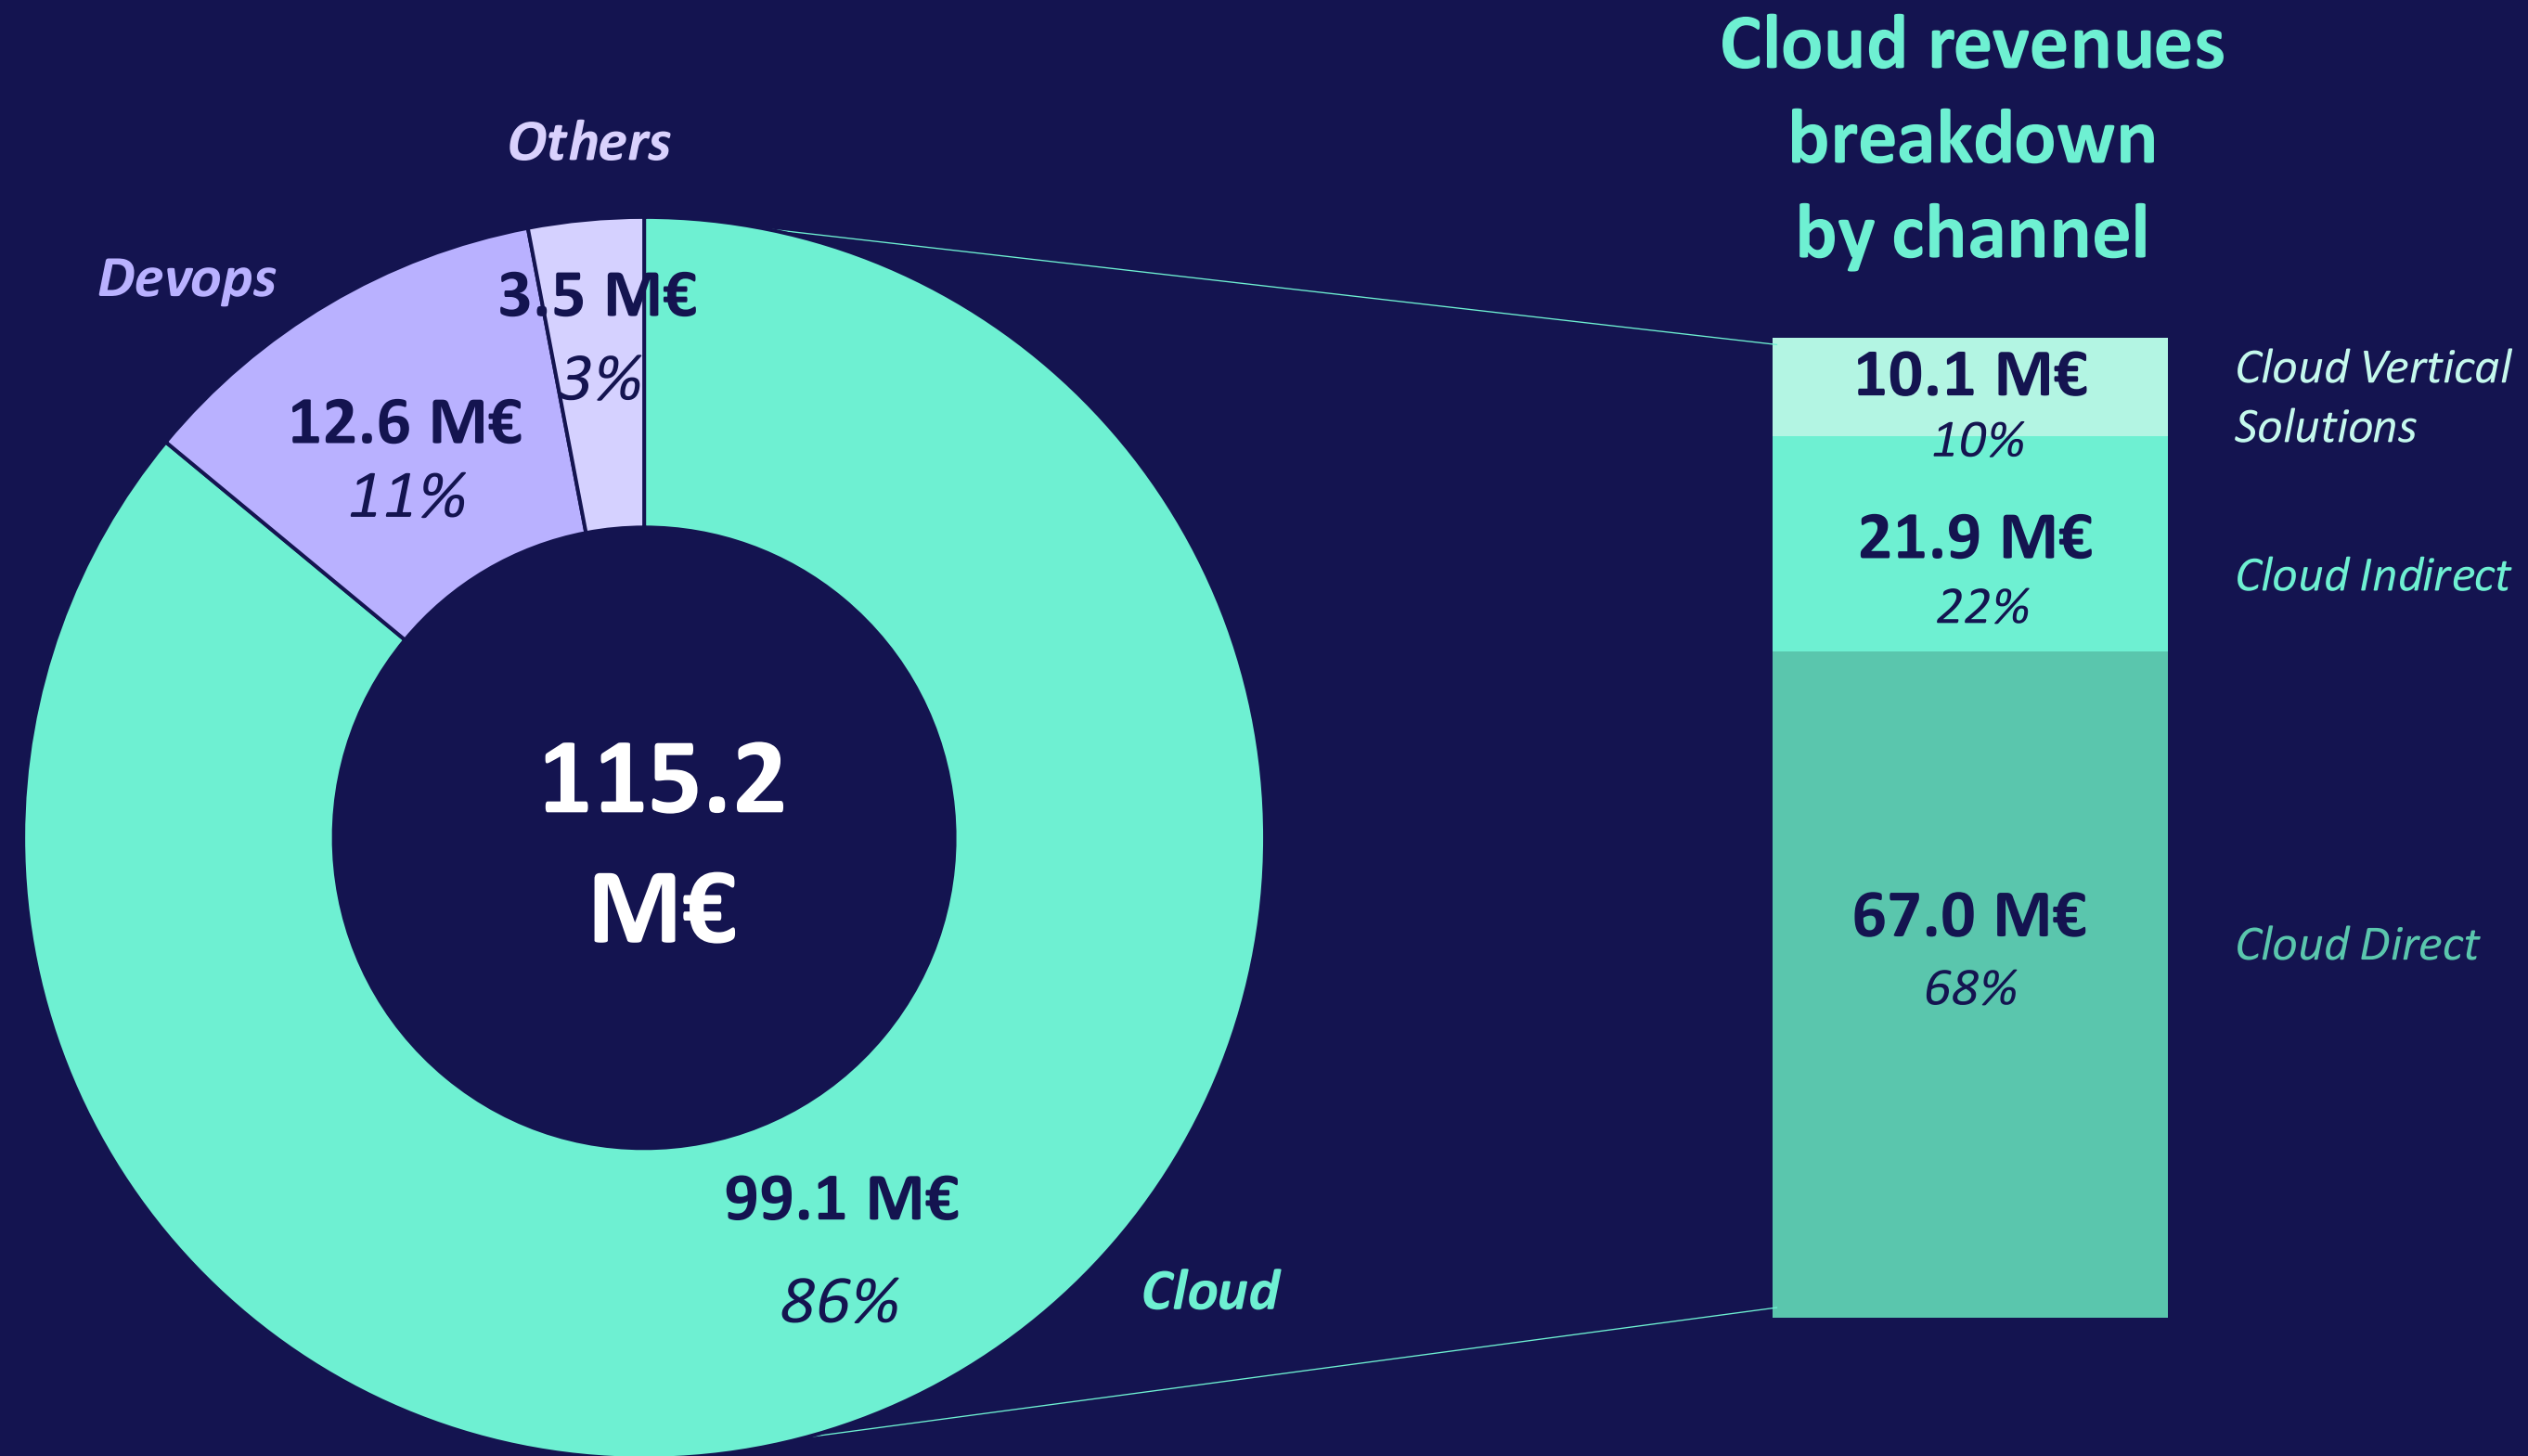 Others
Devops
3.5 M€
3%
12.6 M€
11%
115.2
M€
99.1 M€
86%
Cloud
Cloud revenues
breakdown
by channel
10.1 M€
10%
Cloud Vertical
Solutions
21.9 M€
22%
Cloud Indirect
67.0 M€
68%
Cloud Direct